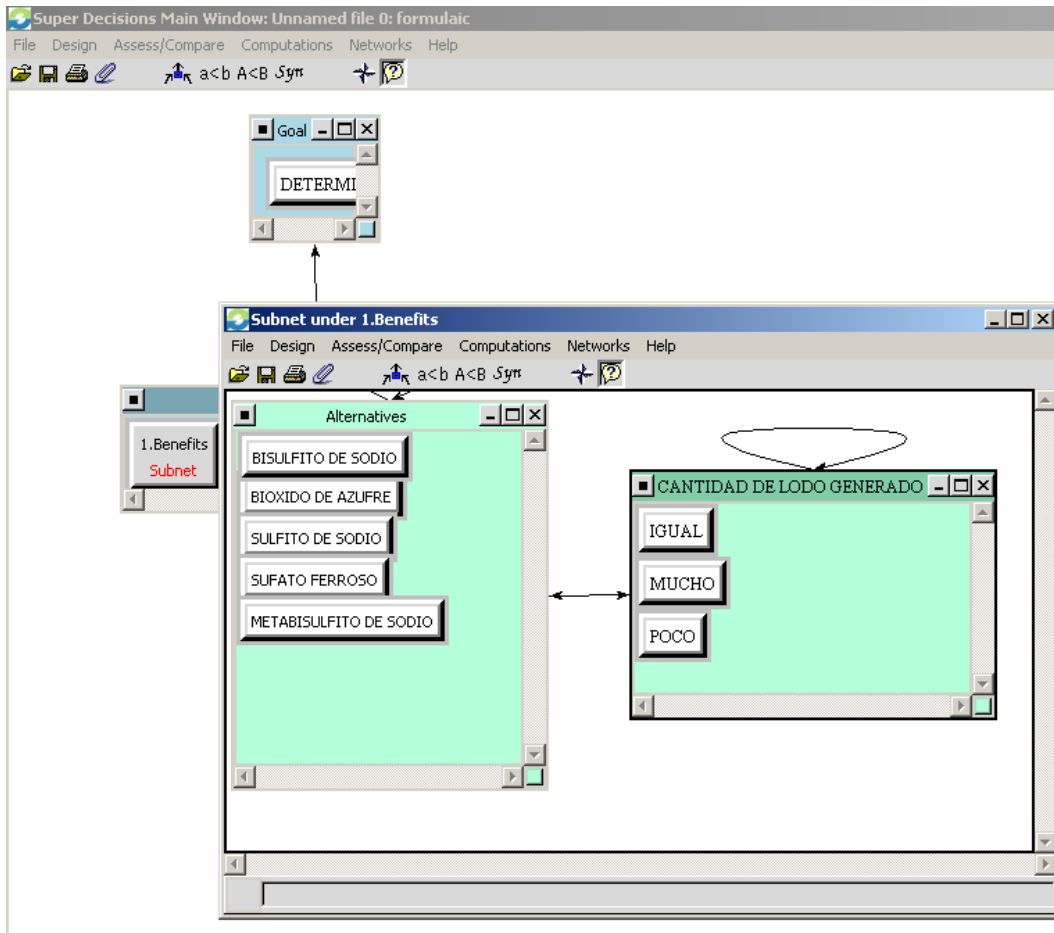 Super Decisions Main Window: Unnamed file 0: formulaic
File Design Assess/Compare Computations Networks Help
a<b A<B Syn
Goal
DETERMI
Subnet under 1.Benefits
File Design Assess/Compare Computations Networks Help
a<b A<B Syn
1.Benefits
Subnet
Alternatives
BISULFITO DE SODIO
BIOXIDO DE AZUFRE
SULFITO DE SODIO
SUFATO FERROSO
METABISULFITO DE SODIO
CANTIDAD DE LODO GENERADO
IGUAL
MUCHO
POCO